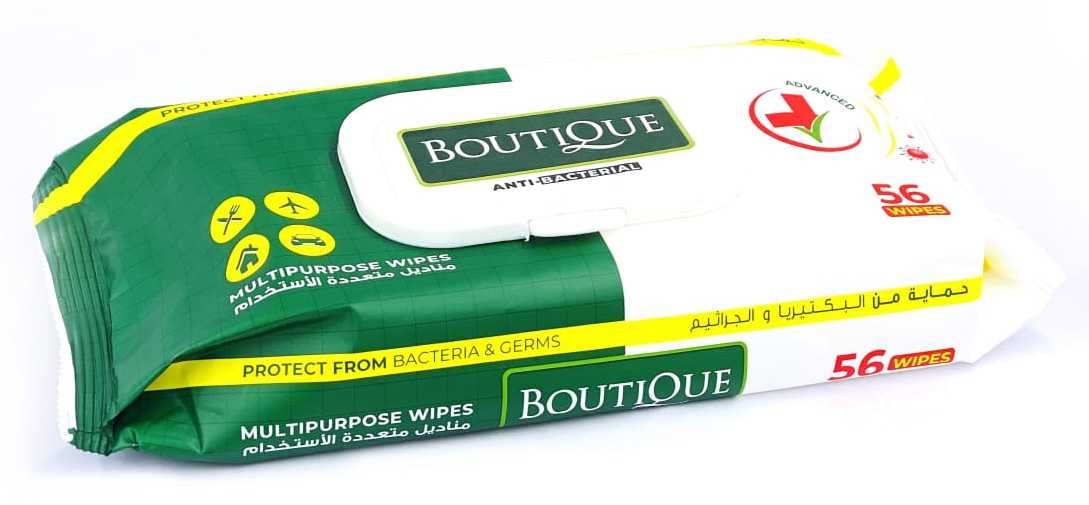 PROTECT
ADVANCED
BOUTIQUE
ANTI-BACTERIAL
56
WIPES
MULTIPURPOSE WIPES
مناديل متعددة الأستخدام
PROTECT FROM BACTERIA & GERMS
حماية من البكتيريا و الجراثيم
56 WIPES
BOUTIQUE
MULTIPURPOSE WIPES
مناديل متعددة الأستخدام